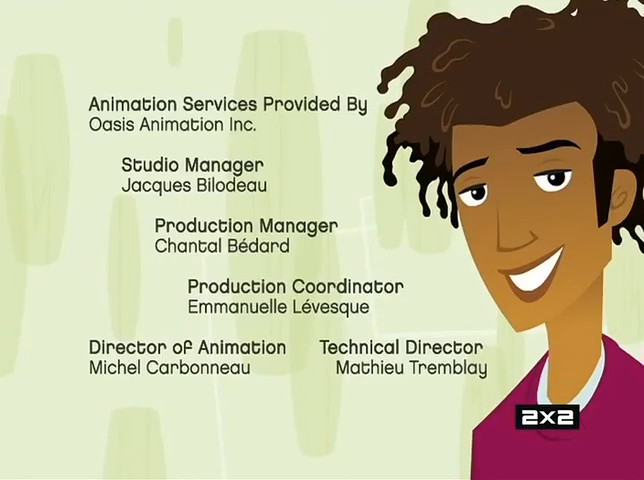 Animation Services Provided By
Oasis Animation Inc.
Studio Manager
Jacques Bilodeau
Production Manager
Chantal Bédard
Production Coordinator
Emmanuelle Lévesque
Director of Animation
Michel Carbonneau
Technical Director
Mathieu Tremblay
2x2